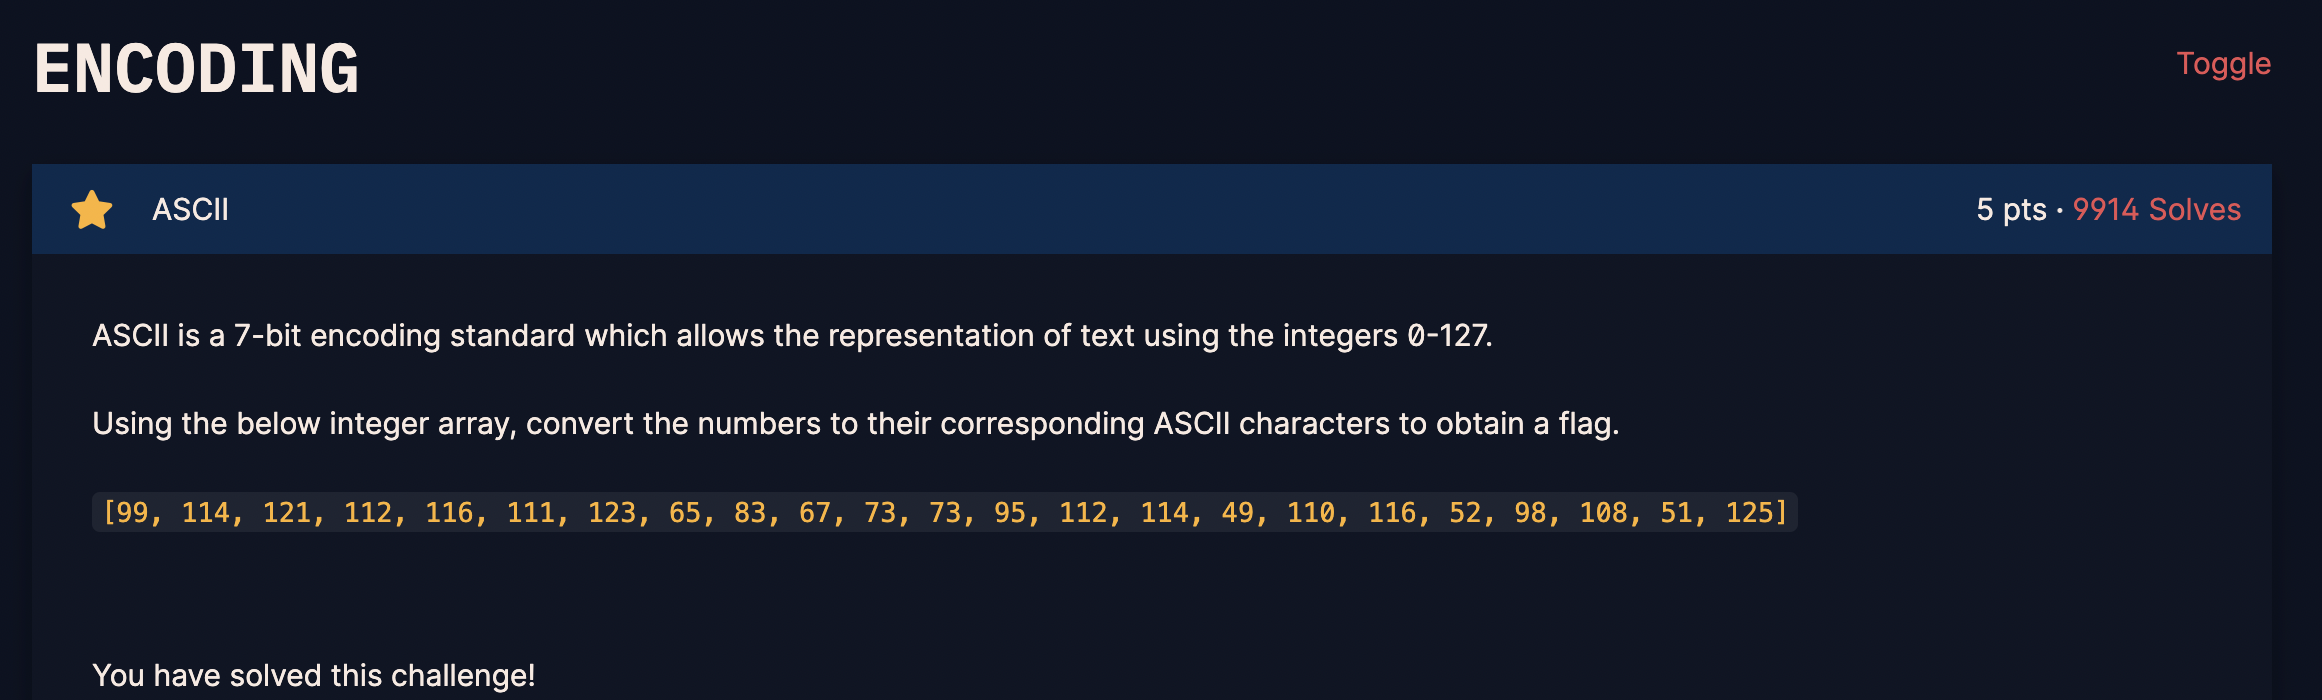 ENCODING
Toggle
ASCII
5 pts · 9914 Solves
ASCII is a 7-bit encoding standard which allows the representation of text using the integers 0-127.
Using the below integer array, convert the numbers to their corresponding ASCII characters to obtain a flag.
[99, 114, 121, 112, 116, 111, 123, 65, 83, 67, 73, 73, 95, 112, 114, 49, 110, 116, 52, 98, 108, 51, 125]
You have solved this challenge!